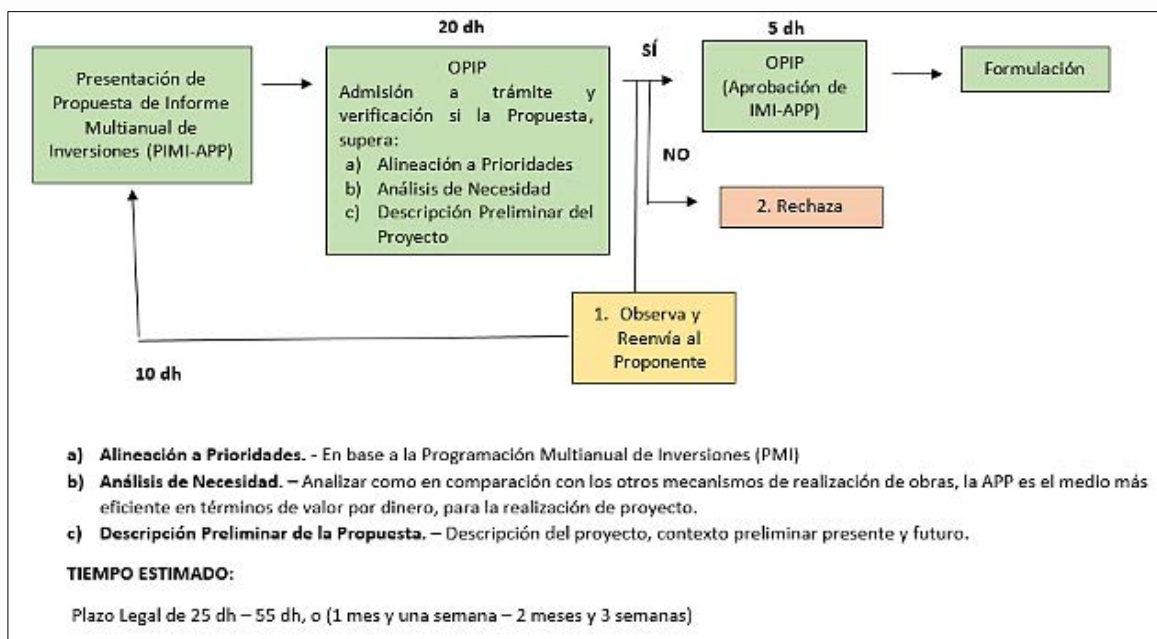 20 dh
5 dh
Presentación de
Propuesta de Informe
Multianual de
Inversiones (PIMI-APP)
OPIP
Admisión a trámite y
verificación si la Propuesta,
supera:
a) Alineación a Prioridades
b) Análisis de Necesidad
c) Descripción Preliminar del
Proyecto
SÍ
OPIP
(Aprobación de
IMI-APP)
Formulación
NO
2. Rechaza
1. Observa y
Reenvía al
Proponente
10 dh
a) Alineación a Prioridades. - En base a la Programación Multianual de Inversiones (PMI)
b) Análisis de Necesidad. – Analizar como en comparación con los otros mecanismos de realización de obras, la APP es el medio más
eficiente en términos de valor por dinero, para la realización de proyecto.
c) Descripción Preliminar de la Propuesta. – Descripción del proyecto, contexto preliminar presente y futuro.
TIEMPO ESTIMADO:
Plazo Legal de 25 dh – 55 dh, o (1 mes y una semana – 2 meses y 3 semanas)